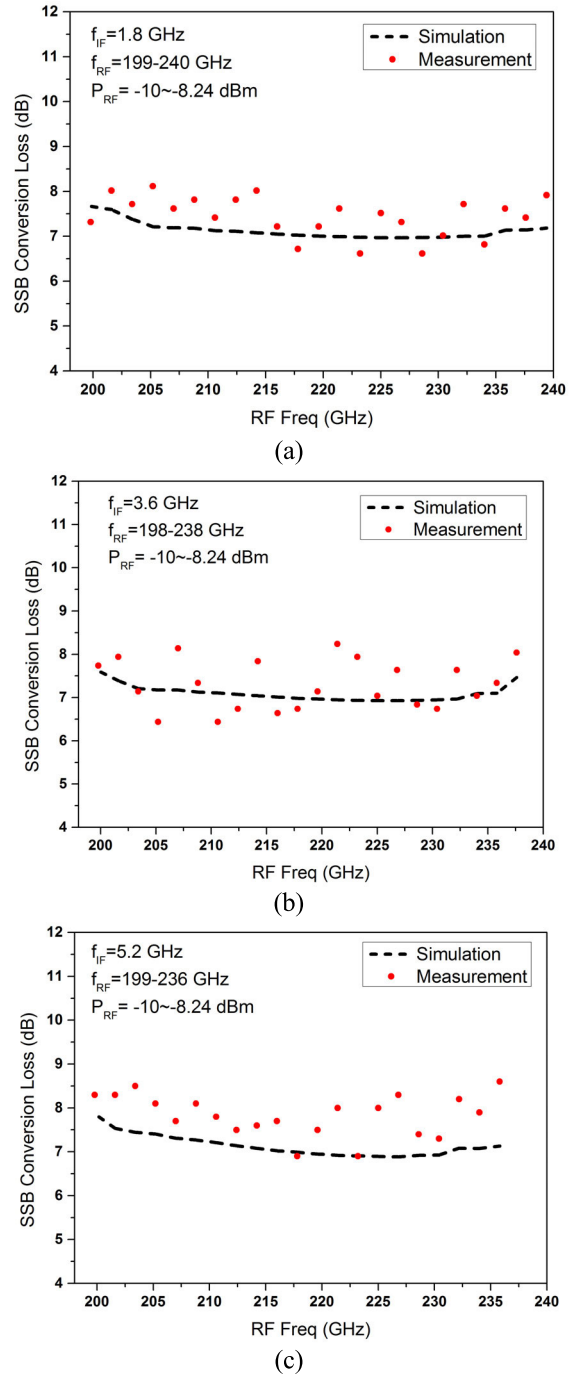 f_IF=1.8 GHz
f_RF=199-240 GHz
P_RF= -10~-8.24 dBm
Simulation
Measurement
SSB Conversion Loss (dB)
12
11
10
9
8
7
6
5
4
200 205 210 215 220 225 230 235 240
RF Freq (GHz)
(a)
f_IF=3.6 GHz
f_RF=198-238 GHz
P_RF= -10~-8.24 dBm
Simulation
Measurement
SSB Conversion Loss (dB)
12
11
10
9
8
7
6
5
4
200 205 210 215 220 225 230 235 240
RF Freq (GHz)
(b)
f_IF=5.2 GHz
f_RF=199-236 GHz
P_RF= -10~-8.24 dBm
Simulation
Measurement
SSB Conversion Loss (dB)
12
11
10
9
8
7
6
5
4
200 205 210 215 220 225 230 235 240
RF Freq (GHz)
(c)